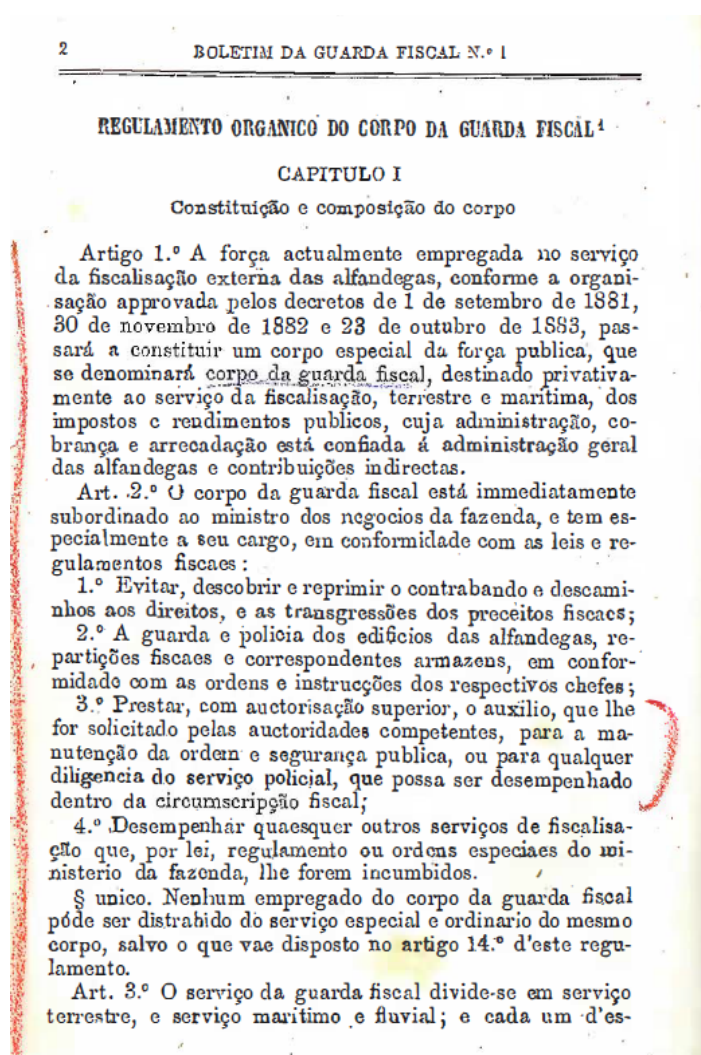 2 BOLETIM DA GUARDA FISCAL N.º 1
REGULAMENTO ORGANICO DO CORPO DA GUARDA FISCAL¹
CAPITULO I
Constituição e composição do corpo
Artigo 1.º A força actualmente empregada no serviço
da fiscalisação externa das alfandegas, conforme a organi-
sação approvada pelos decretos de 1 de setembro de 1881,
30 de novembro de 1882 e 23 de outubro de 1883, pas-
sará a constituir um corpo especial da força publica, que
se denominará corpo da guarda fiscal, destinado privativa-
mente ao serviço da fiscalisação, terrestre e maritima, dos
impostos e rendimentos publicos, cuja administração, co-
brança e arrecadação está confiada á administração geral
das alfandegas e contribuições indirectas.
Art. 2.º O corpo da guarda fiscal está immediatamente
subordinado ao ministro dos negocios da fazenda, e tem es-
pecialmente a seu cargo, em conformidade com as leis e re-
gulamentos fiscaes:
1.º Evitar, descobrir e reprimir o contrabando e descami-
nhos aos direitos, e as transgressões dos preceitos fiscaes;
2.º A guarda e policia dos edificios das alfandegas, re-
partições fiscaes e correspondentes armazens, em confor-
midade com as ordens e instrucções dos respectivos chefes;
3.º Prestar, com auctorisação superior, o auxilio, que lhe
for solicitado pelas auctoridades competentes, para a ma-
nutenção da ordem e segurança publica, ou para qualquer
diligencia do serviço policial, que possa ser desempenhado
dentro da circumscripção fiscal;
4.º Desempenhar quaesquer outros serviços de fiscalisa-
ção que, por lei, regulamento ou ordens especiaes do mi-
nisterio da fazenda, lhe forem incumbidos.
§ unico. Nenhum empregado do corpo da guarda fiscal
póde ser distrahido do serviço especial e ordinario do mesmo
corpo, salvo o que vae disposto no artigo 14.º d'este regu-
lamento.
Art. 3.º O serviço da guarda fiscal divide-se em serviço
terrestre, e serviço maritimo e fluvial; e cada um d'es-